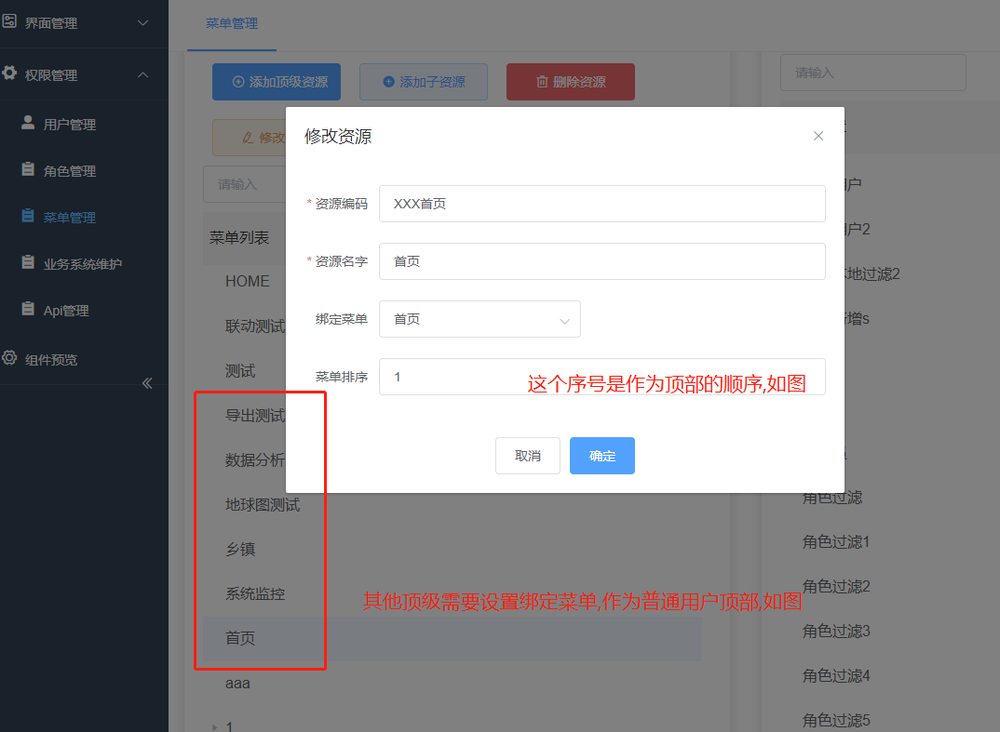 界面管理
权限管理
用户管理
角色管理
菜单管理
业务系统维护
Api管理
组件预览
菜单管理
添加顶级资源
添加子资源
删除资源
请输入
修改
请输入
菜单列表
HOME
联动测试
测试
导出测试
数据分析
地球图测试
乡镇
系统监控
首页
aaa
1
修改资源
* 资源编码
XXX首页
* 资源名字
首页
绑定菜单
首页
菜单排序
1
这个序号是作为顶部的顺序,如图
取消
确定
其他顶级需要设置绑定菜单,作为普通用户顶部,如图
户
户2
地过滤2
增s
角色过滤
角色过滤1
角色过滤2
角色过滤3
角色过滤4
角色过滤5